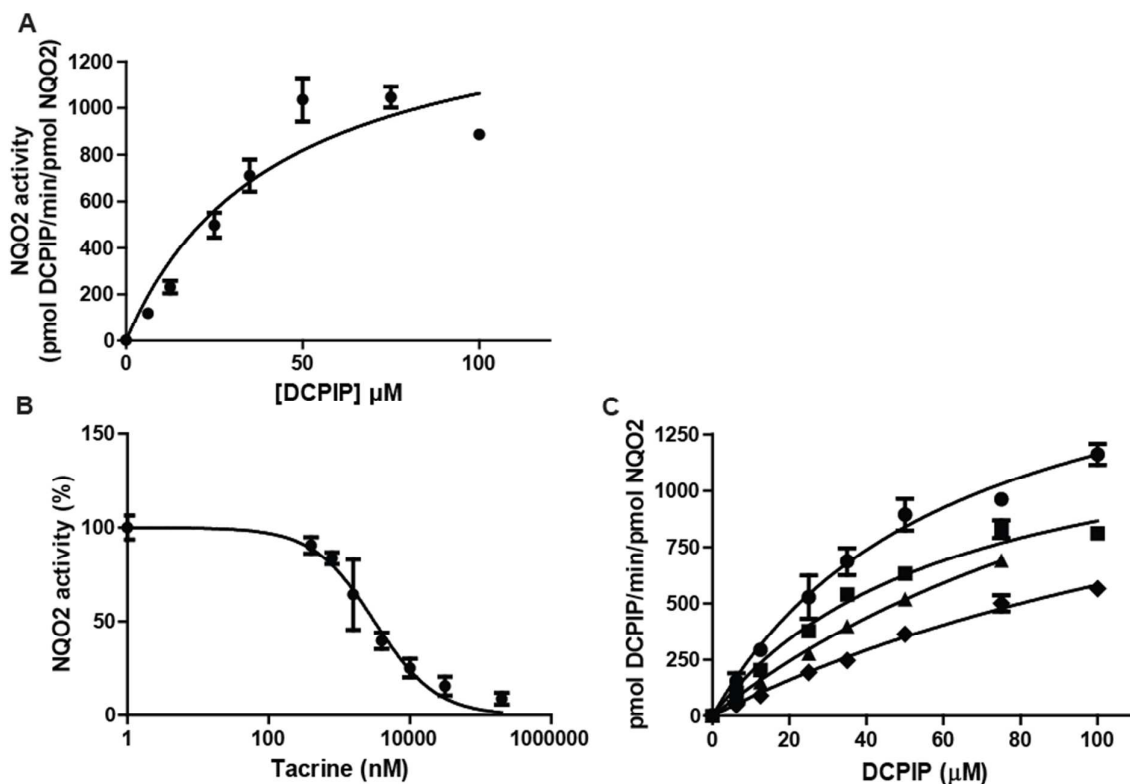 A
NQO2 activity
(pmol DCPIP/min/pmol NQO2)
1200
1000
800
600
400
200
0
0 50 100
[DCPIP] µM
B
NQO2 activity (%)
150
100
50
0
1 100 10000 1000000
Tacrine (nM)
C
pmol DCPIP/min/pmol NQO2
1250
1000
750
500
250
0
0 20 40 60 80 100
DCPIP (µM)